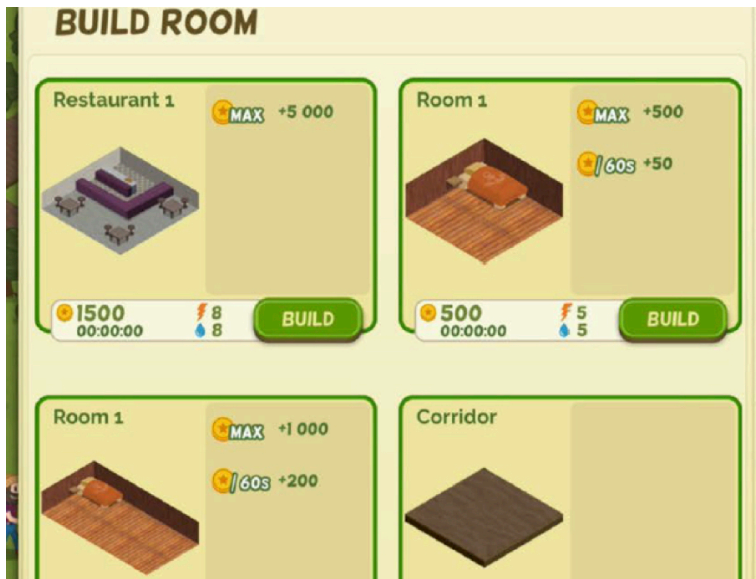 BUILD ROOM
Restaurant 1
MAX +5 000
1500
00:00:00
8
8
BUILD
Room 1
MAX +500
/60s +50
500
00:00:00
5
5
BUILD
Room 1
MAX +1 000
/60s +200
Corridor